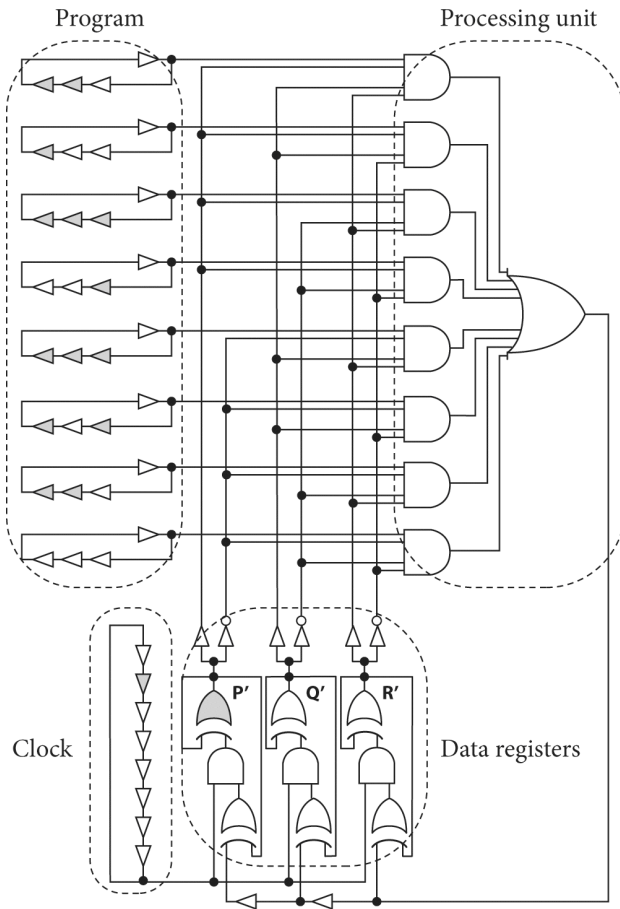 Program
Processing unit
P′
Q′
R′
Clock
Data registers